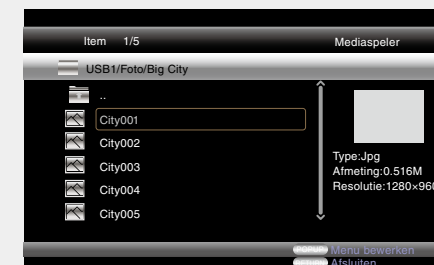 Item 1/5 Mediaspeler
USB1/Foto/Big City
..
City001
City002
City003
City004
City005
Type:Jpg
Afmeting:0.516M
Resolutie:1280×960
POPUP Menu bewerken
Afsluiten